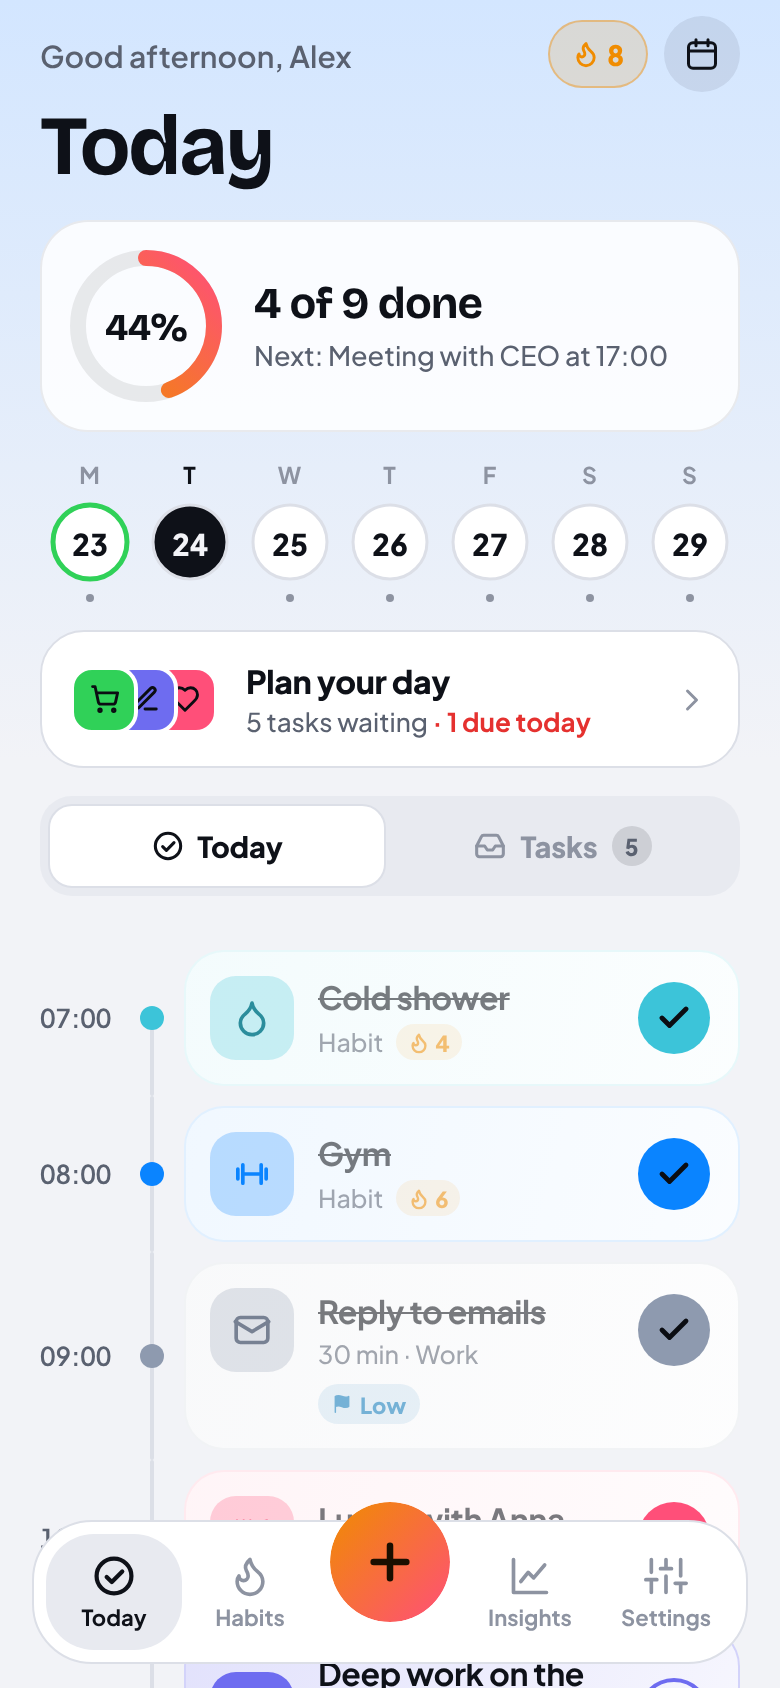 Good afternoon, Alex
8
Today
44%
4 of 9 done
Next: Meeting with CEO at 17:00
M T W T F S S
23 24 25 26 27 28 29
Plan your day
5 tasks waiting · 1 due today
Today
Tasks 5
07:00
Cold shower
Habit 4
08:00
Gym
Habit 6
09:00
Reply to emails
30 min · Work
Low
with Anna
Today
Habits
Insights
Settings
Deep work on the